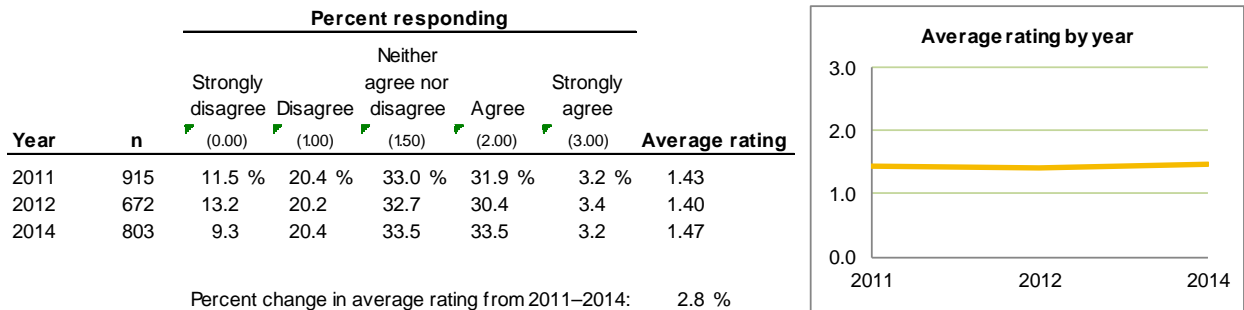 Percent responding
Neither
Strongly agree nor Strongly
disagree Disagree disagree Agree agree
Year n (0.00) (1.00) (1.50) (2.00) (3.00) Average rating
2011 915 11.5 % 20.4 % 33.0 % 31.9 % 3.2 % 1.43
2012 672 13.2 20.2 32.7 30.4 3.4 1.40
2014 803 9.3 20.4 33.5 33.5 3.2 1.47
Percent change in average rating from 2011–2014: 2.8 %
Average rating by year
3.0
2.0
1.0
0.0
2011 2012 2014